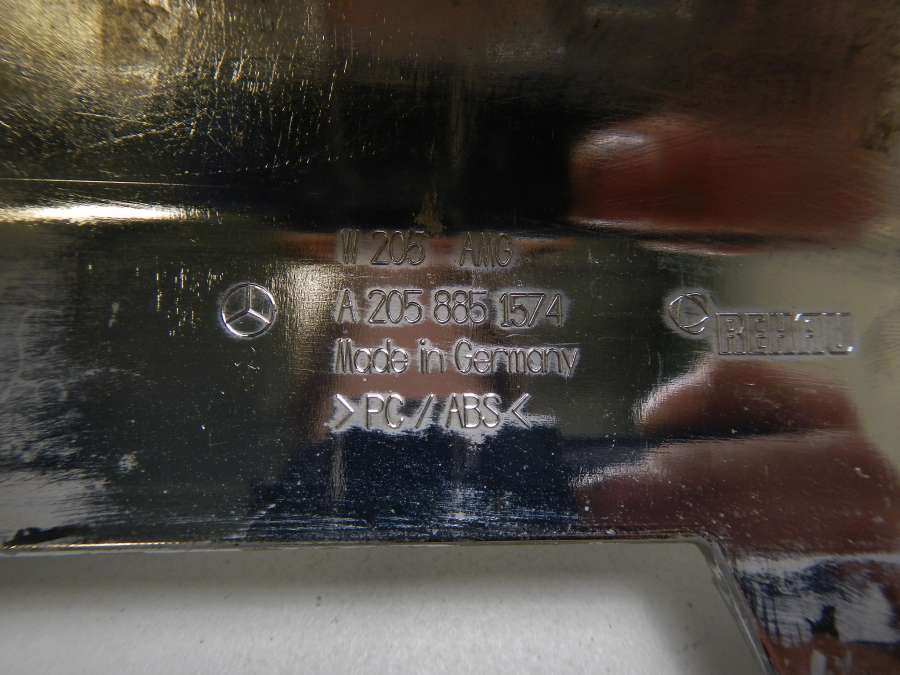 W 205 AMG
A 205 885 1574
Made in Germany
>PC//ABS<
REHAU